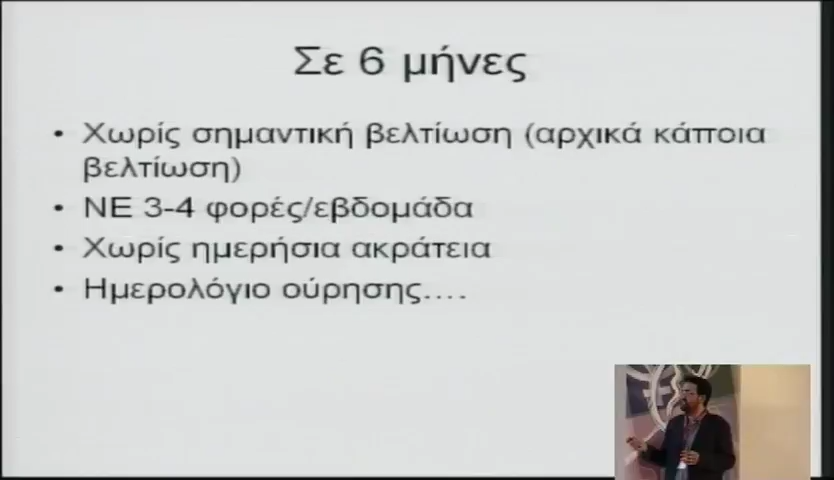 Σε 6 μήνες
• Χωρίς σημαντική βελτίωση (αρχικά κάποια
βελτίωση)
• ΝΕ 3-4 φορές/εβδομάδα
• Χωρίς ημερήσια ακράτεια
• Ημερολόγιο ούρησης....